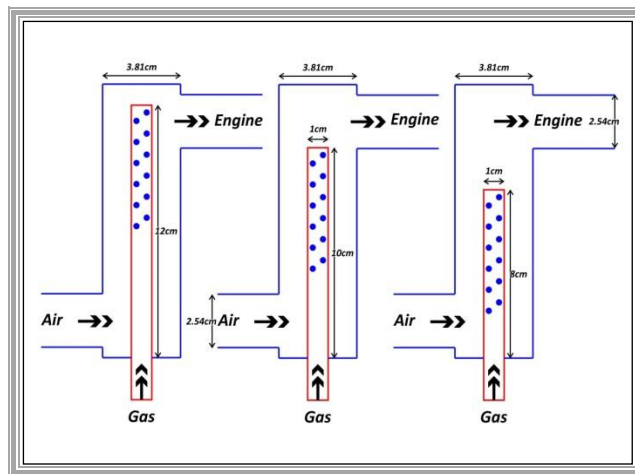 3.81cm
3.81cm
3.81cm
Engine
Engine
Engine
2.54cm
1cm
1cm
12cm
10cm
8cm
Air
2.54cm
Air
Air
Gas
Gas
Gas